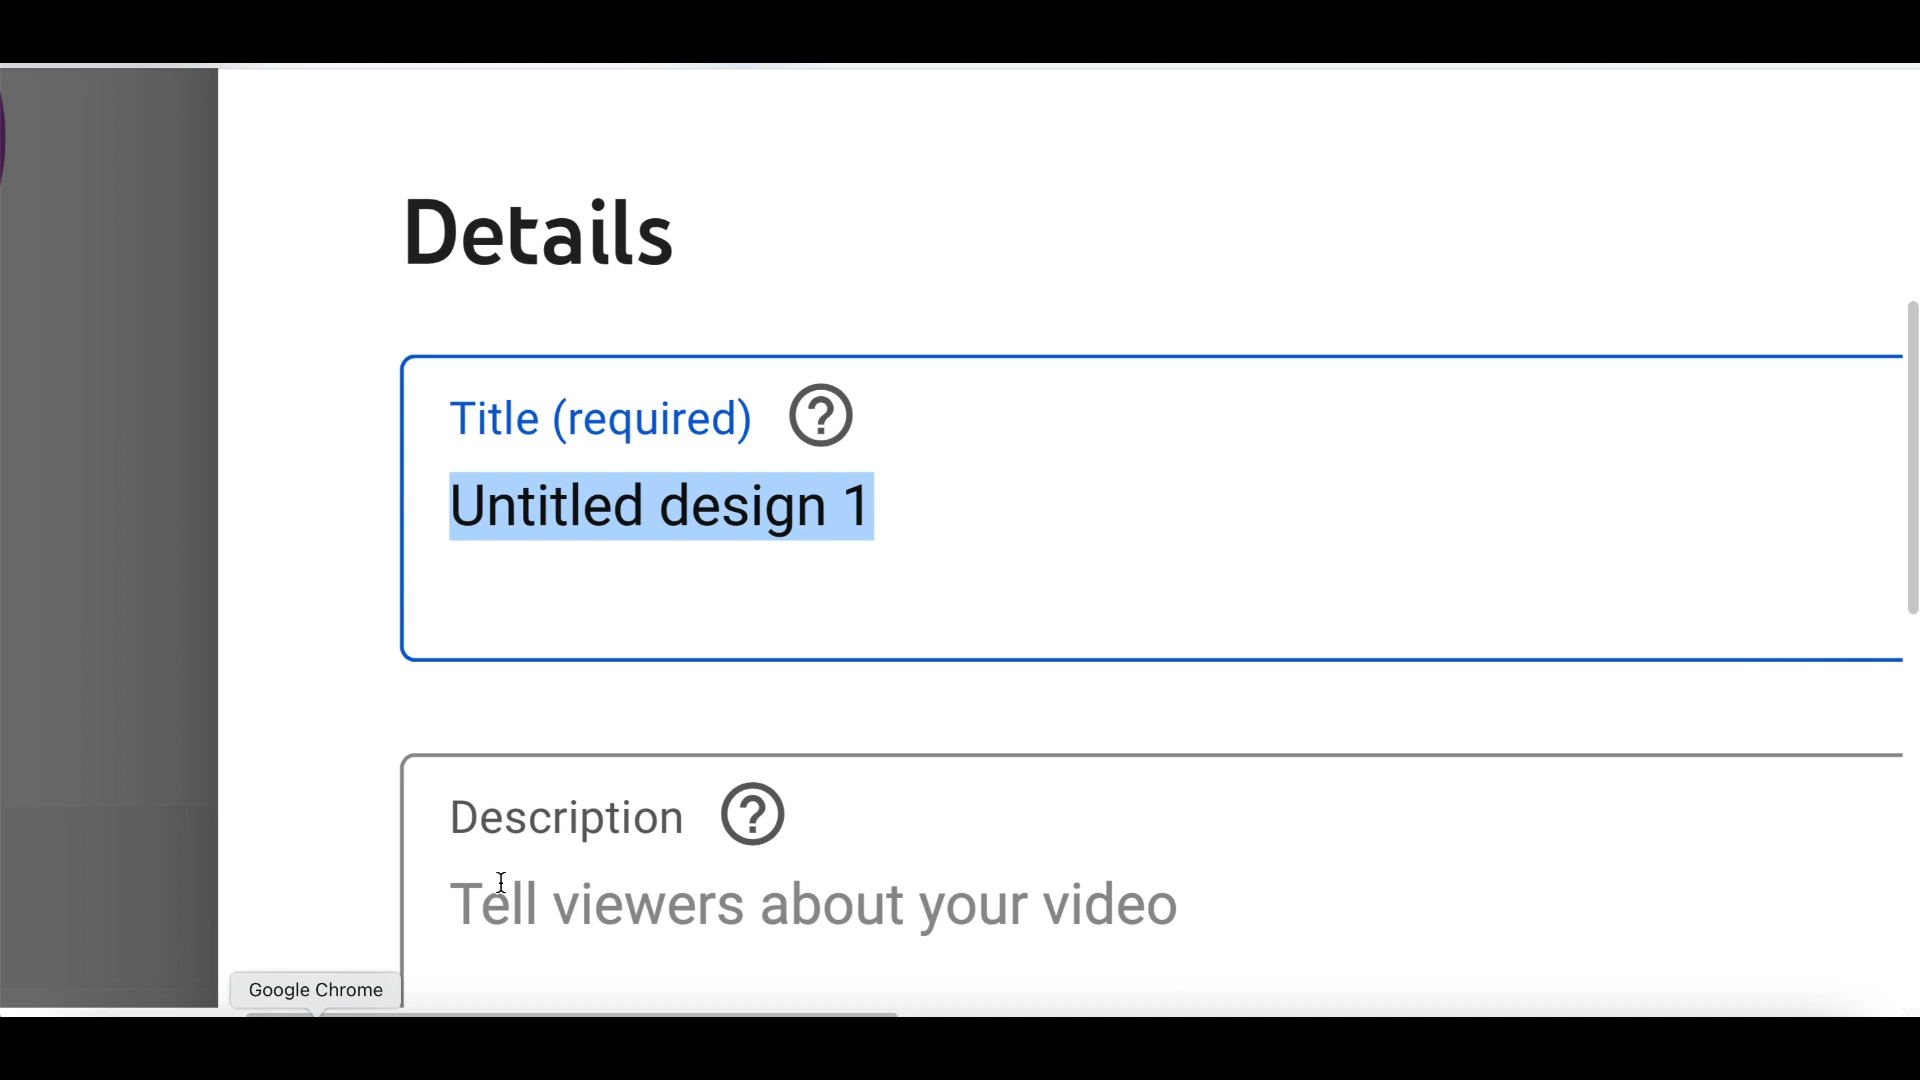 Details
Title (required)
Untitled design 1
Description
Tell viewers about your video
Google Chrome